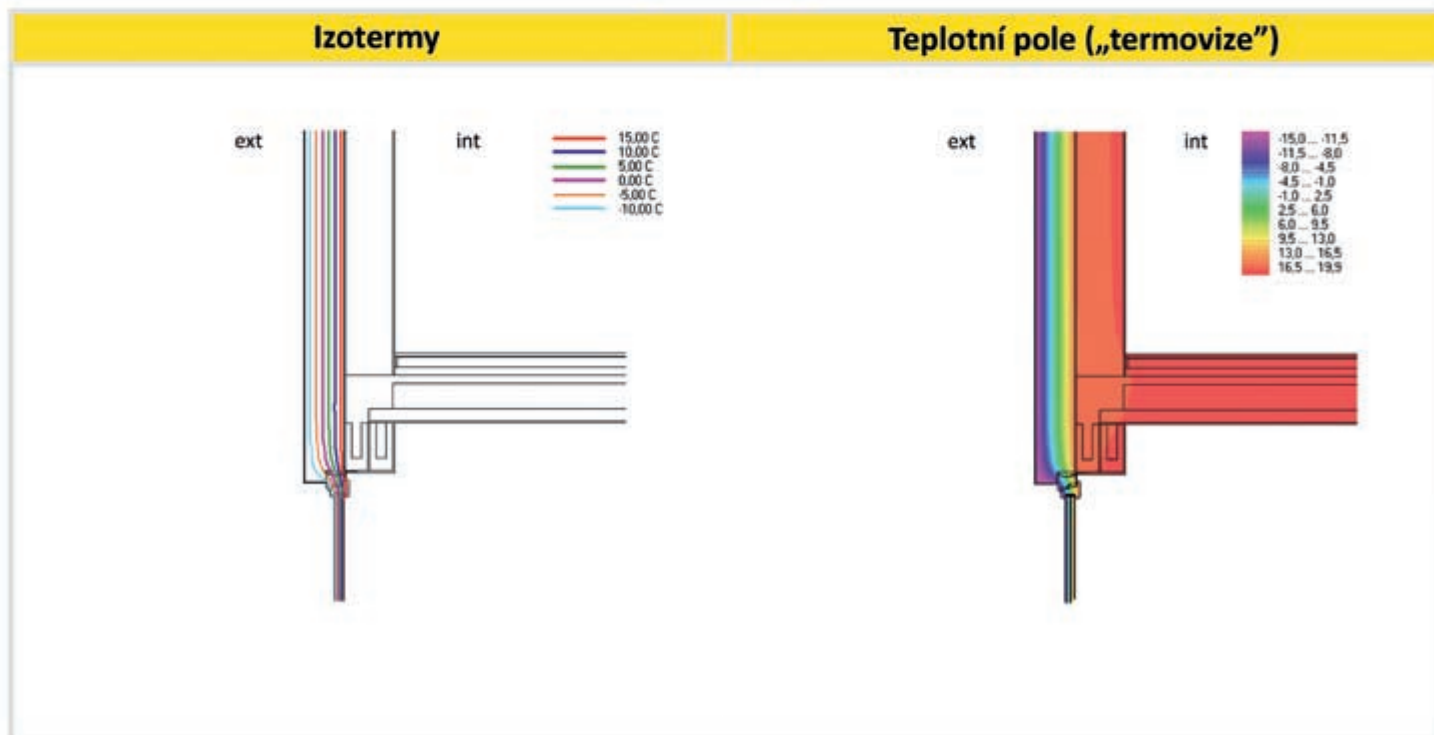 Izotermy
Teplotní pole („termovize”)
ext
int
15,00 C
10,00 C
5,00 C
0,00 C
-5,00 C
-10,00 C
ext
int
-15,0 ... -11,5
-11,5 ... -8,0
-8,0 ... -4,5
-4,5 ... -1,0
-1,0 ... 2,5
2,5 ... 6,0
6,0 ... 9,5
9,5 ... 13,0
13,0 ... 16,5
16,5 ... 19,9